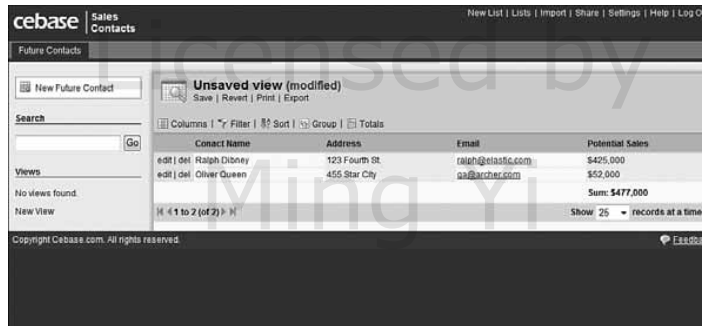 cebase Sales Contacts
New List | Lists | Import | Share | Settings | Help | Log O
Future Contacts
New Future Contact
Search
Go
Views
No views found.
New View
Unsaved view (modified)
Save | Revert | Print | Export
Columns | Filter | Sort | Group | Totals
Conact Name Address Email Potential Sales
edit | del Ralph Dibney 123 Fourth St. ralph@elastic.com $425,000
edit | del Oliver Queen 455 Star City @archer.com $52,000
Sum: $477,000
1 to 2 (of 2) Show 25 records at a time
Copyright Cebase.com. All rights reserved.
Feedba
Licensed by
Ming Yi